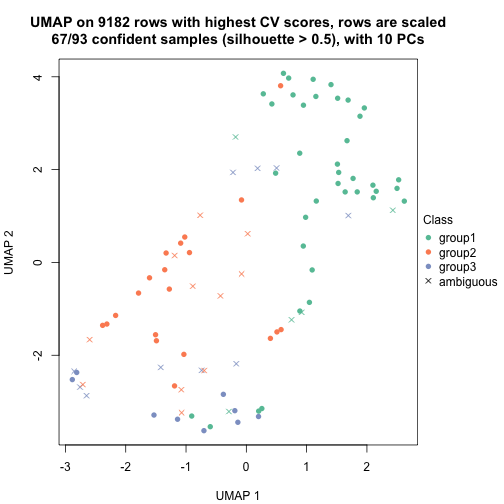 UMAP on 9182 rows with highest CV scores, rows are scaled
67/93 confident samples (silhouette > 0.5), with 10 PCs
4
2
0
-2
UMAP 2
-3
-2
-1
0
1
2
UMAP 1
Class
group1
group2
group3
ambiguous